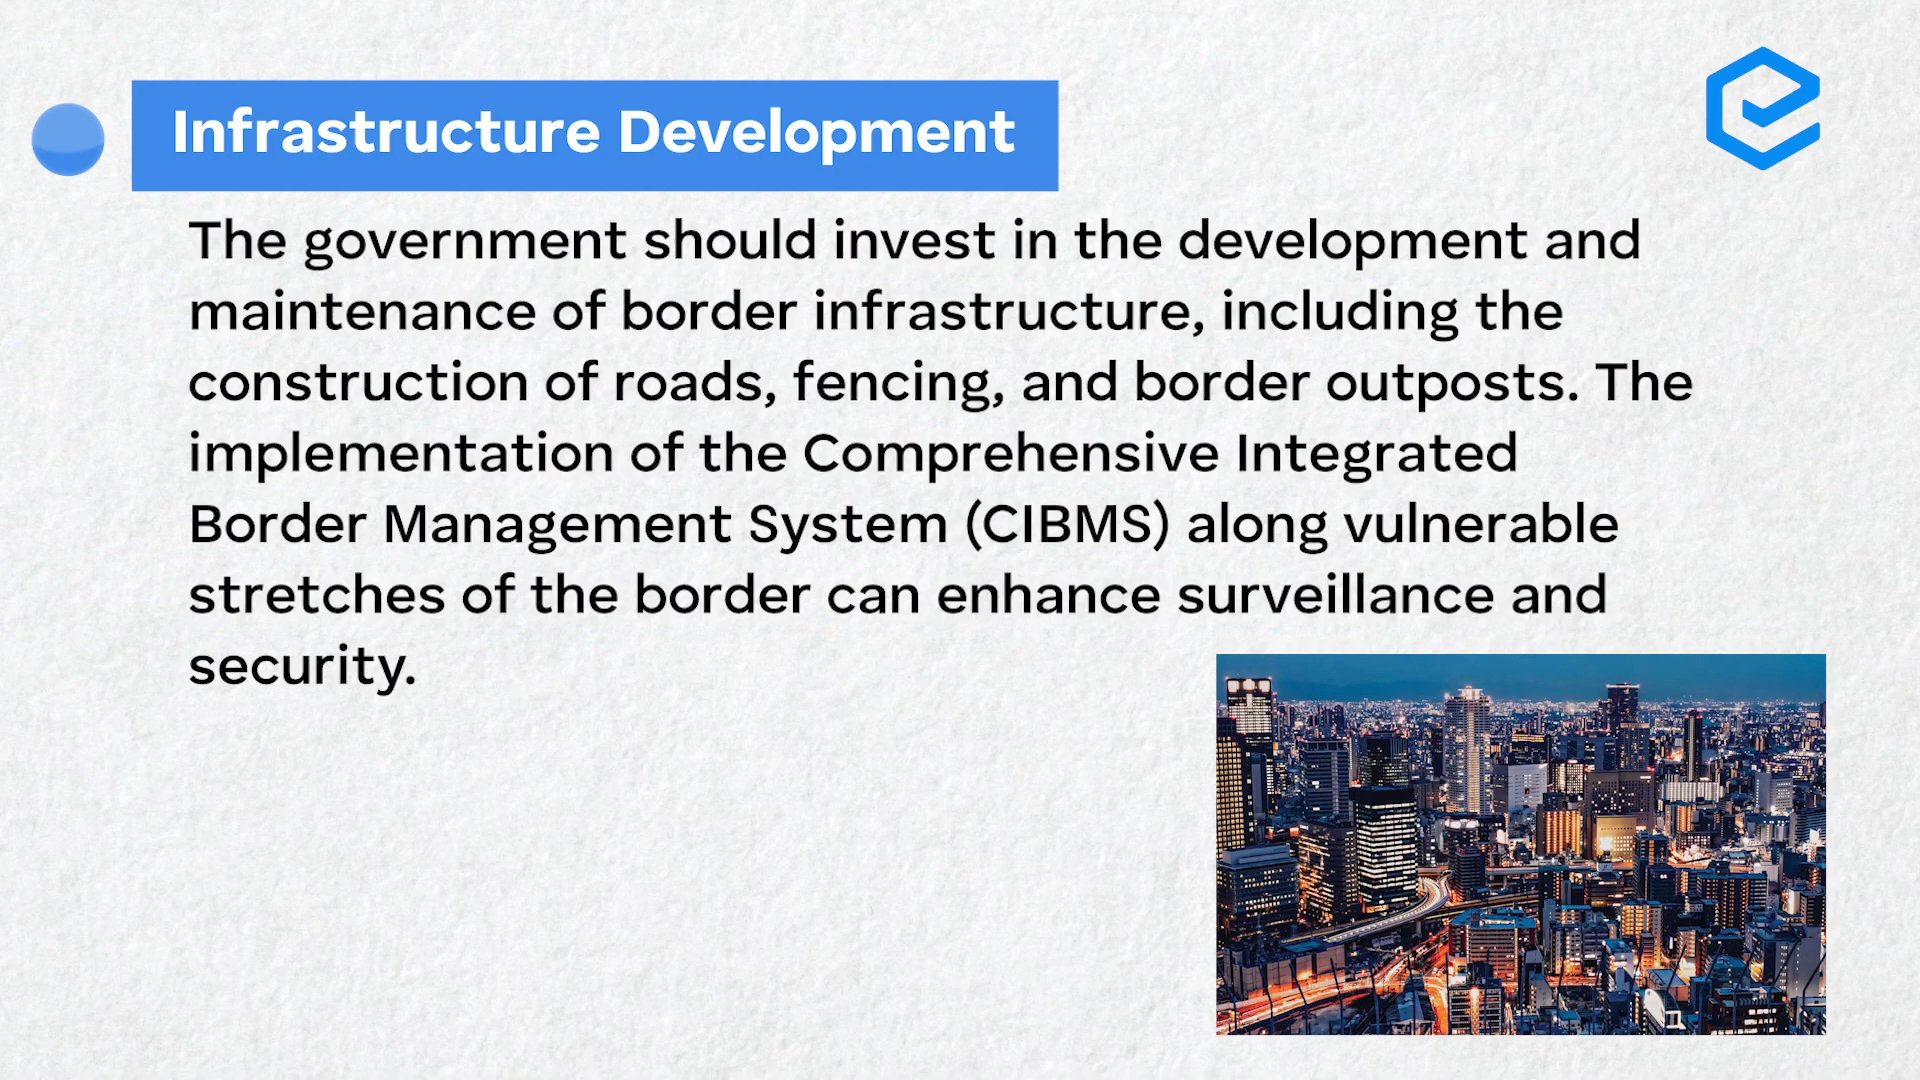 Infrastructure Development
The government should invest in the development and
maintenance of border infrastructure, including the
construction of roads, fencing, and border outposts. The
implementation of the Comprehensive Integrated
Border Management System (CIBMS) along vulnerable
stretches of the border can enhance surveillance and
security.